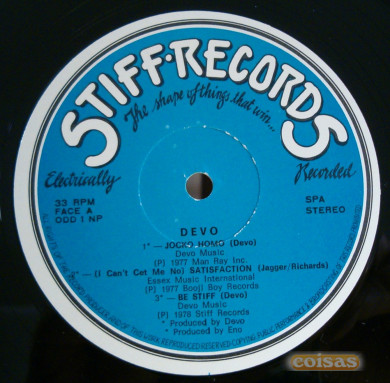 STIFF·RECORDS
The shape of things that win...
Electrically
Recorded
33 RPM
FACE A
ODD 1 NP
SPA
STEREO
DEVO
1* — JOCKO HOMO (Devo)
Devo Music
(P) 1977 Man Ray Inc.
— (I Can't Get Me No) SATISFACTION (Jagger/Richards)
Essex Music International
(P) 1977 Booji Boy Records
3* — BE STIFF (Devo)
Devo Music
(P) 1978 Stiff Records
* Produced by Devo
* Produced by Eno
coisas